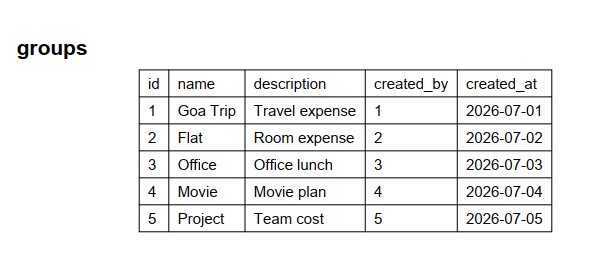 groups
id name description created_by created_at
1 Goa Trip Travel expense 1 2026-07-01
2 Flat Room expense 2 2026-07-02
3 Office Office lunch 3 2026-07-03
4 Movie Movie plan 4 2026-07-04
5 Project Team cost 5 2026-07-05